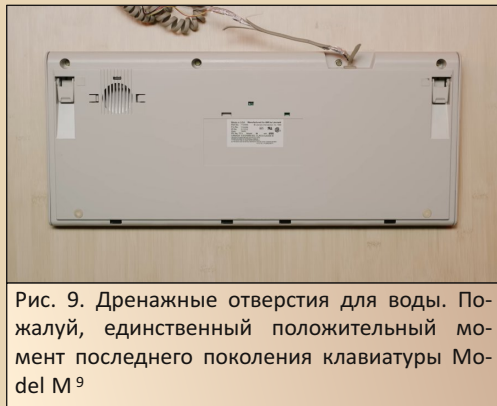 Рис. 9. Дренажные отверстия для воды. По-
жалуй, единственный положительный мо-
мент последнего поколения клавиатуры Mo-
del M 9